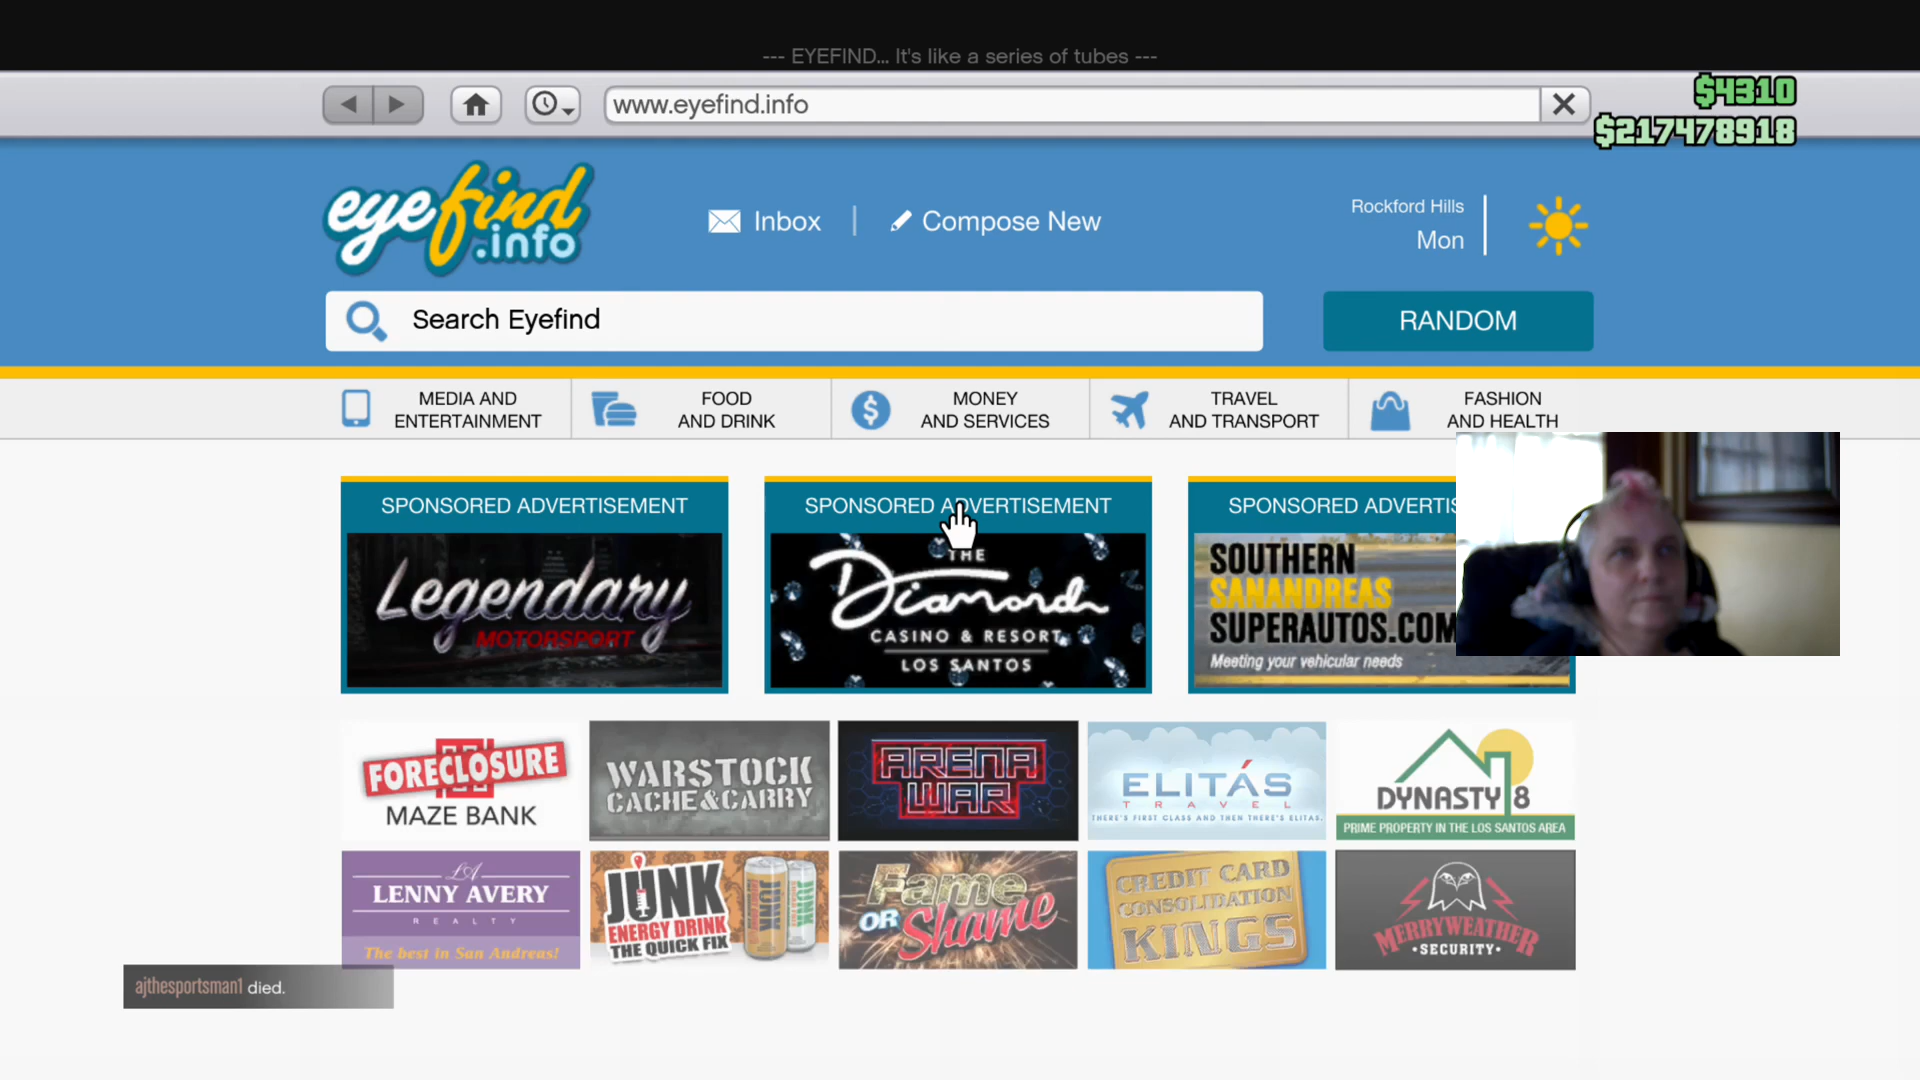 --- EYEFIND... It's like a series of tubes ---
www.eyefind.info
$4310
$217478918
eyefind
.info
Inbox
Compose New
Rockford Hills
Mon
Search Eyefind
RANDOM
MEDIA AND
ENTERTAINMENT
FOOD
AND DRINK
MONEY
AND SERVICES
TRAVEL
AND TRANSPORT
FASHION
AND HEALTH
SPONSORED ADVERTISEMENT
Legendary
MOTORSPORT
SPONSORED ADVERTISEMENT
THE
Diamond
CASINO & RESORT
LOS SANTOS
SPONSORED ADVERTIS
SOUTHERN
SANANDREAS
SUPERAUTOS.COM
Meeting your vehicular needs
FORECLOSURE
MAZE BANK
WARSTOCK
CACHE&CARRY
ARENA
WAR
ELITÁS
TRAVEL
THERE'S FIRST CLASS AND THEN THERE'S ELITAS.
DYNASTY 8
PRIME PROPERTY IN THE LOS SANTOS AREA
LA
LENNY AVERY
REALTY
The best in San Andreas!
JUNK
ENERGY DRINK
THE QUICK FIX
Fame
OR Shame
CREDIT CARD
CONSOLIDATION
KINGS
MERRYWEATHER
•SECURITY•
ajthesportsman1 died.